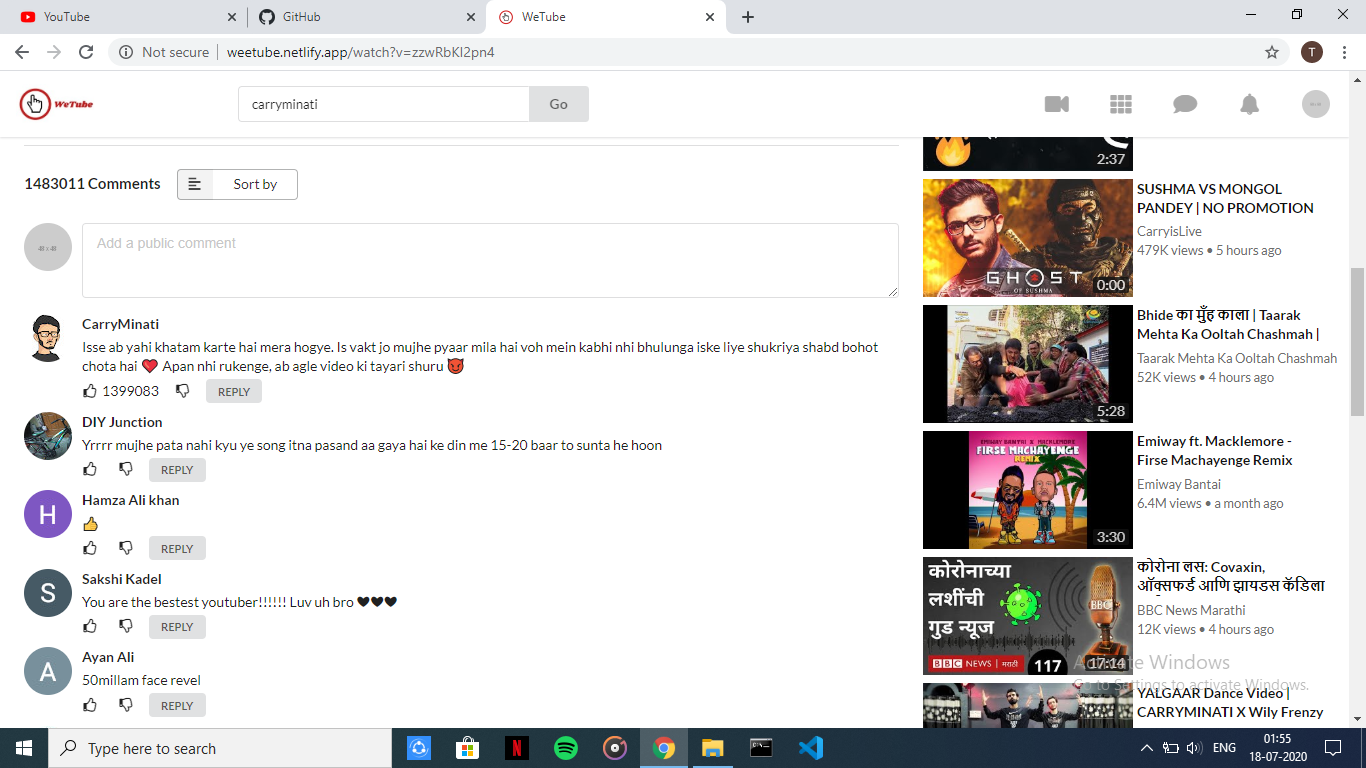 YouTube
GitHub
WeTube
Not secure
weetube.netlify.app/watch?v=zzwRbKI2pn4
T
WeTube
carryminati
Go
1483011 Comments
Sort by
48 x 48
Add a public comment
CarryMinati
Isse ab yahi khatam karte hai mera hogye. Is vakt jo mujhe pyaar mila hai voh mein kabhi nhi bhulunga iske liye shukriya shabd bohot
chota hai ❤️ Apan nhi rukenge, ab agle video ki tayari shuru 😈
1399083
REPLY
DIY Junction
Yrrrr mujhe pata nahi kyu ye song itna pasand aa gaya hai ke din me 15-20 baar to sunta he hoon
REPLY
H
Hamza Ali khan
👍
REPLY
S
Sakshi Kadel
You are the bestest youtuber!!!!!! Luv uh bro ❤❤❤
REPLY
A
Ayan Ali
50millam face revel
REPLY
2:37
GHOST
OF SUSHMA
0:00
SUSHMA VS MONGOL
PANDEY | NO PROMOTION
CarryisLive
479K views • 5 hours ago
5:28
Bhide का मुँह काला | Taarak
Mehta Ka Ooltah Chashmah |
Taarak Mehta Ka Ooltah Chashmah
52K views • 4 hours ago
EMIWAY BANTAI X MACKLEMORE
FIRSE MACHAYENGE
REMIX
3:30
Emiway ft. Macklemore -
Firse Machayenge Remix
Emiway Bantai
6.4M views • a month ago
कोरोनाच्या
लशींची
गुड न्यूज
BBC
BBC NEWS | मराठी
117
17:14
कोरोना लस: Covaxin,
ऑक्सफर्ड आणि झायडस कॅडिला
BBC News Marathi
12K views • 4 hours ago
Activate Windows
Go to Settings to activate Windows.
YALGAAR Dance Video |
CARRYMINATI X Wily Frenzy
Type here to search
ENG
01:55
18-07-2020